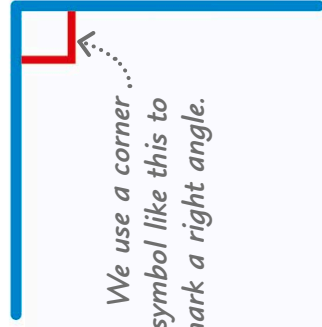 We use a corner
symbol like this to
mark a right angle.